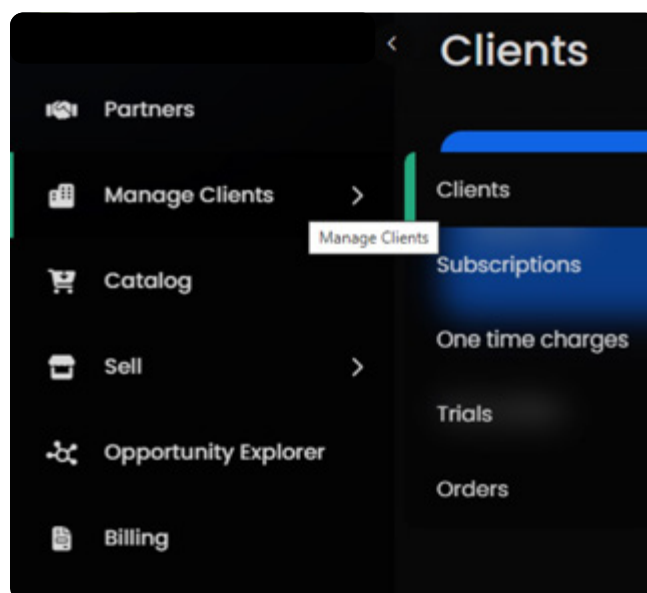 Clients
Partners
Manage Clients
Clients
Manage Clients
Subscriptions
Catalog
One time charges
Sell
Trials
Opportunity Explorer
Orders
Billing